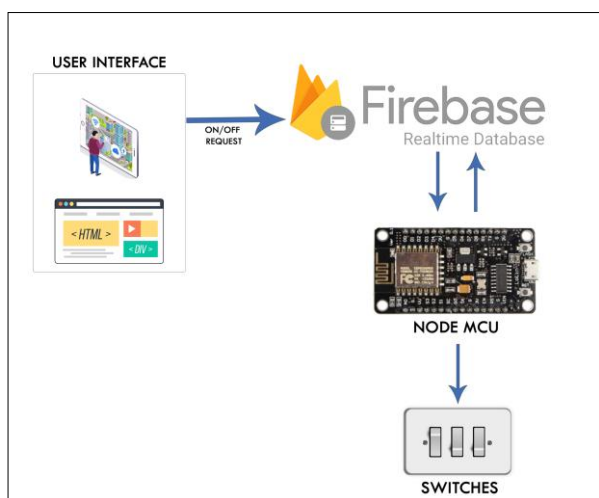 USER INTERFACE
ON/OFF
REQUEST
Firebase
Realtime Database
< HTML >
< DIV >
NODE MCU
SWITCHES